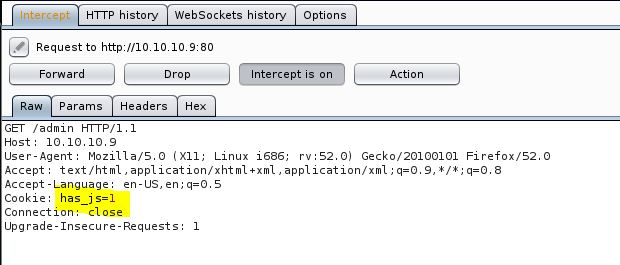 Intercept HTTP history WebSockets history Options
Request to http://10.10.10.9:80
Forward Drop Intercept is on Action
Raw Params Headers Hex
GET /admin HTTP/1.1
Host: 10.10.10.9
User-Agent: Mozilla/5.0 (X11; Linux i686; rv:52.0) Gecko/20100101 Firefox/52.0
Accept: text/html,application/xhtml+xml,application/xml;q=0.9,*/*;q=0.8
Accept-Language: en-US,en;q=0.5
Cookie: has_js=1
Connection: close
Upgrade-Insecure-Requests: 1